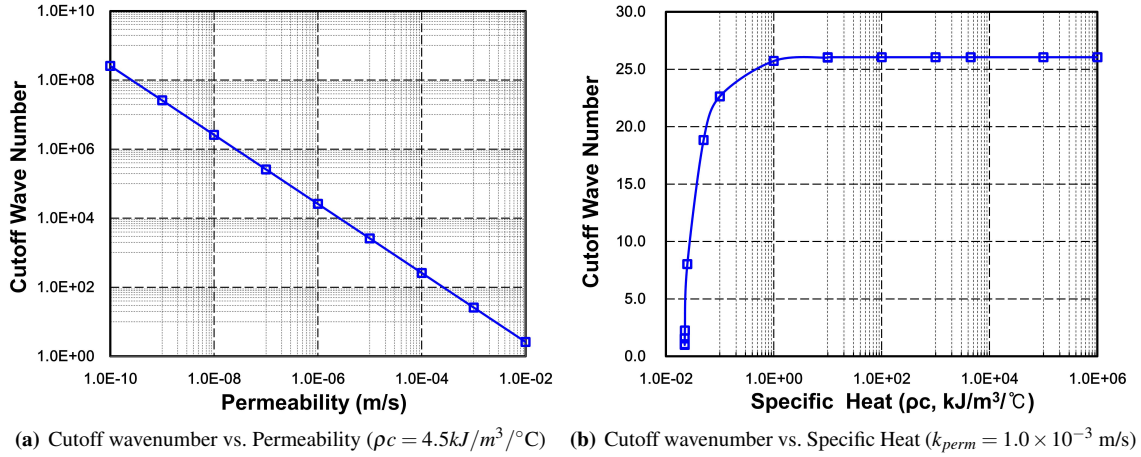 1.0E+10
1.0E+08
1.0E+06
1.0E+04
1.0E+02
1.0E+00
Cutoff Wave Number
1.0E-10 1.0E-08 1.0E-06 1.0E-04 1.0E-02
Permeability (m/s)
(a) Cutoff wavenumber vs. Permeability (ρc = 4.5kJ/m³/°C)
30.0
25.0
20.0
15.0
10.0
5.0
0.0
Cutoff Wave Number
1.0E-02 1.0E+00 1.0E+02 1.0E+04 1.0E+06
Specific Heat (ρc, kJ/m³/℃)
(b) Cutoff wavenumber vs. Specific Heat (k_perm = 1.0 × 10⁻³ m/s)